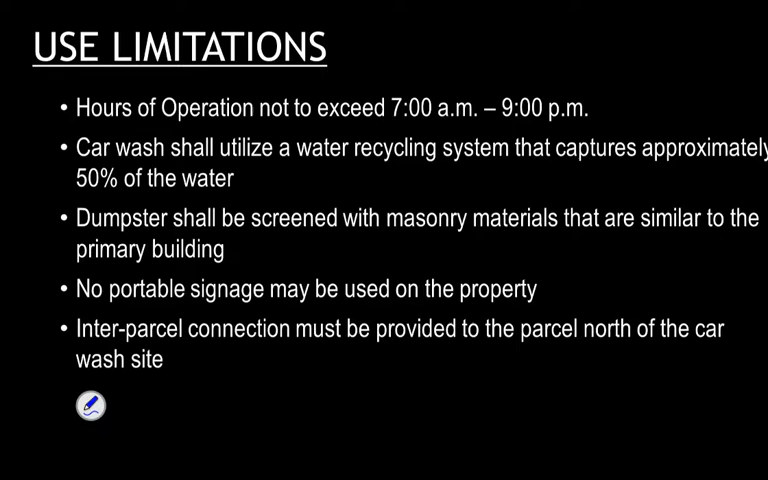 USE LIMITATIONS
• Hours of Operation not to exceed 7:00 a.m. – 9:00 p.m.
• Car wash shall utilize a water recycling system that captures approximately
50% of the water
• Dumpster shall be screened with masonry materials that are similar to the
primary building
• No portable signage may be used on the property
• Inter-parcel connection must be provided to the parcel north of the car
wash site